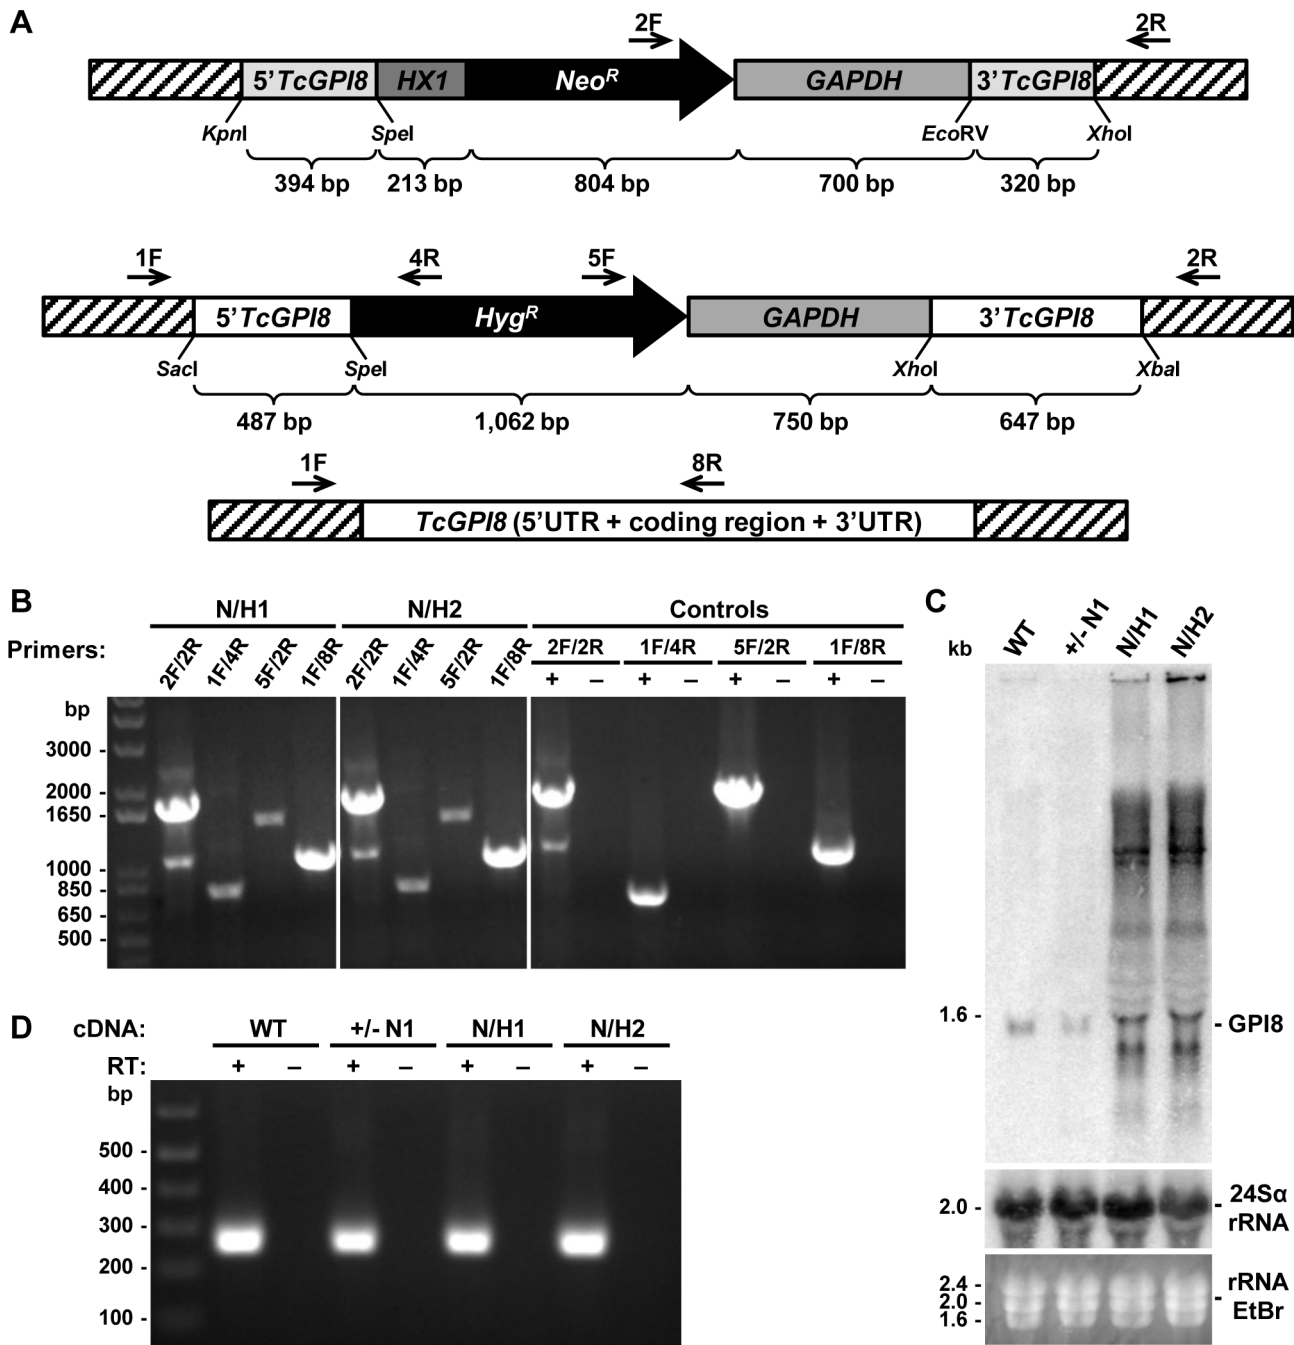 A
2F 2R
5’TcGPI8 HX1 NeoR GAPDH 3’TcGPI8
KpnI SpeI EcoRV XhoI
394 bp 213 bp 804 bp 700 bp 320 bp
1F 4R 5F 2R
5’TcGPI8 HygR GAPDH 3’TcGPI8
SacI SpeI XhoI XbaI
487 bp 1,062 bp 750 bp 647 bp
1F 8R
TcGPI8 (5’UTR + coding region + 3’UTR)
B
N/H1 N/H2 Controls
Primers: 2F/2R 1F/4R 5F/2R 1F/8R 2F/2R 1F/4R 5F/2R 1F/8R 2F/2R 1F/4R 5F/2R 1F/8R
+ – + – + – + –
bp
3000 -
2000 -
1650 -
1000 -
850 -
650 -
500 -
C
kb WT +/- N1 N/H1 N/H2
1.6 - - GPI8
2.0 - - 24Sα
rRNA
2.4 - rRNA
2.0 - -
1.6 - EtBr
D
cDNA: WT +/- N1 N/H1 N/H2
RT: + – + – + – + –
bp
500 -
400 -
300 -
200 -
100 -